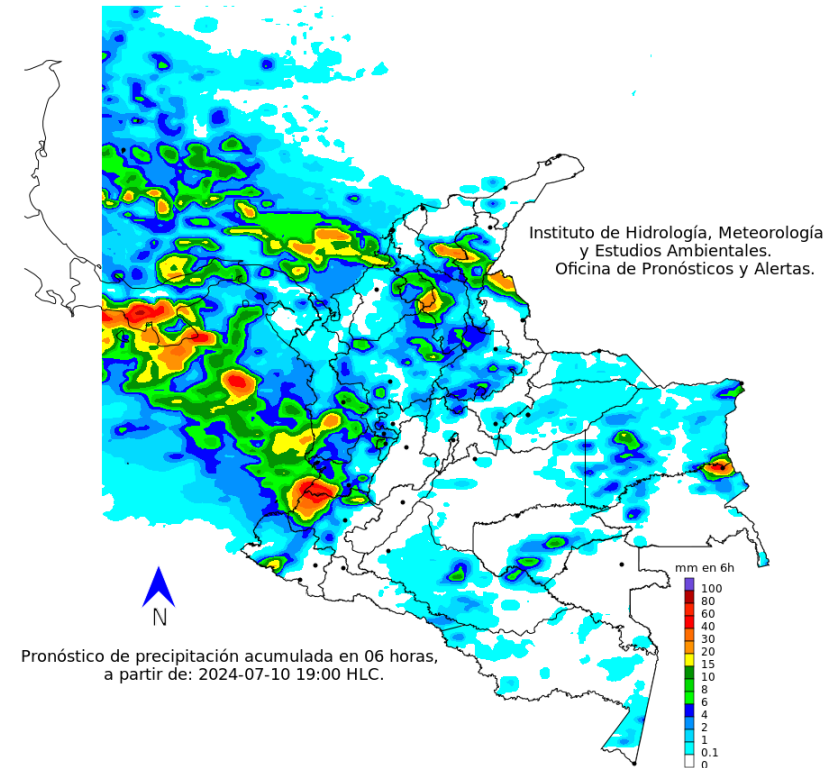 Instituto de Hidrología, Meteorología
y Estudios Ambientales.
Oficina de Pronósticos y Alertas.
N
Pronóstico de precipitación acumulada en 06 horas,
a partir de: 2024-07-10 19:00 HLC.
mm en 6h
100
80
60
40
30
20
15
10
8
6
4
2
1
0.1
0